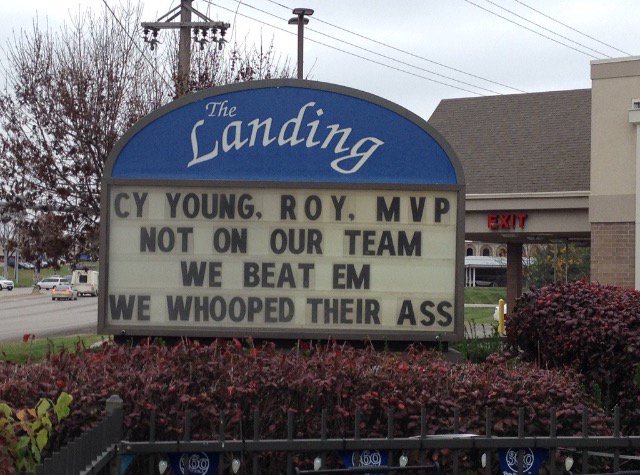 The
Landing
CY YOUNG, ROY, MVP
NOT ON OUR TEAM
WE BEAT EM
WE WHOOPED THEIR ASS
EXIT